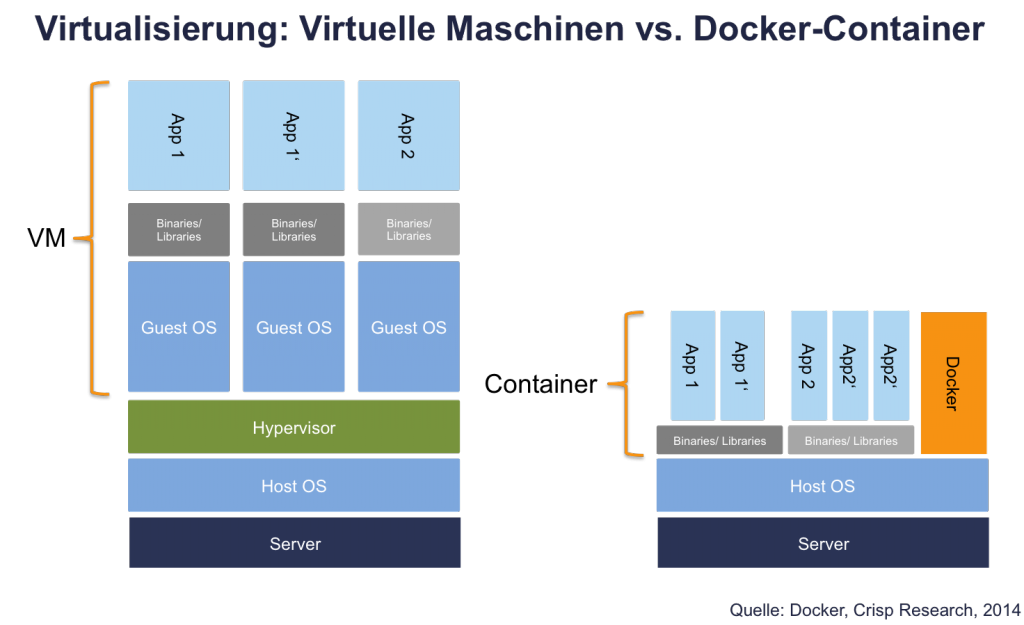 Virtualisierung: Virtuelle Maschinen vs. Docker-Container
VM
App 1
App 1‘
App 2
Binaries/
Libraries
Binaries/
Libraries
Binaries/
Libraries
Guest OS
Guest OS
Guest OS
Hypervisor
Host OS
Server
Container
App 1
App 1‘
App 2
App2‘
App2‘
Docker
Binaries/ Libraries
Binaries/ Libraries
Host OS
Server
Quelle: Docker, Crisp Research, 2014